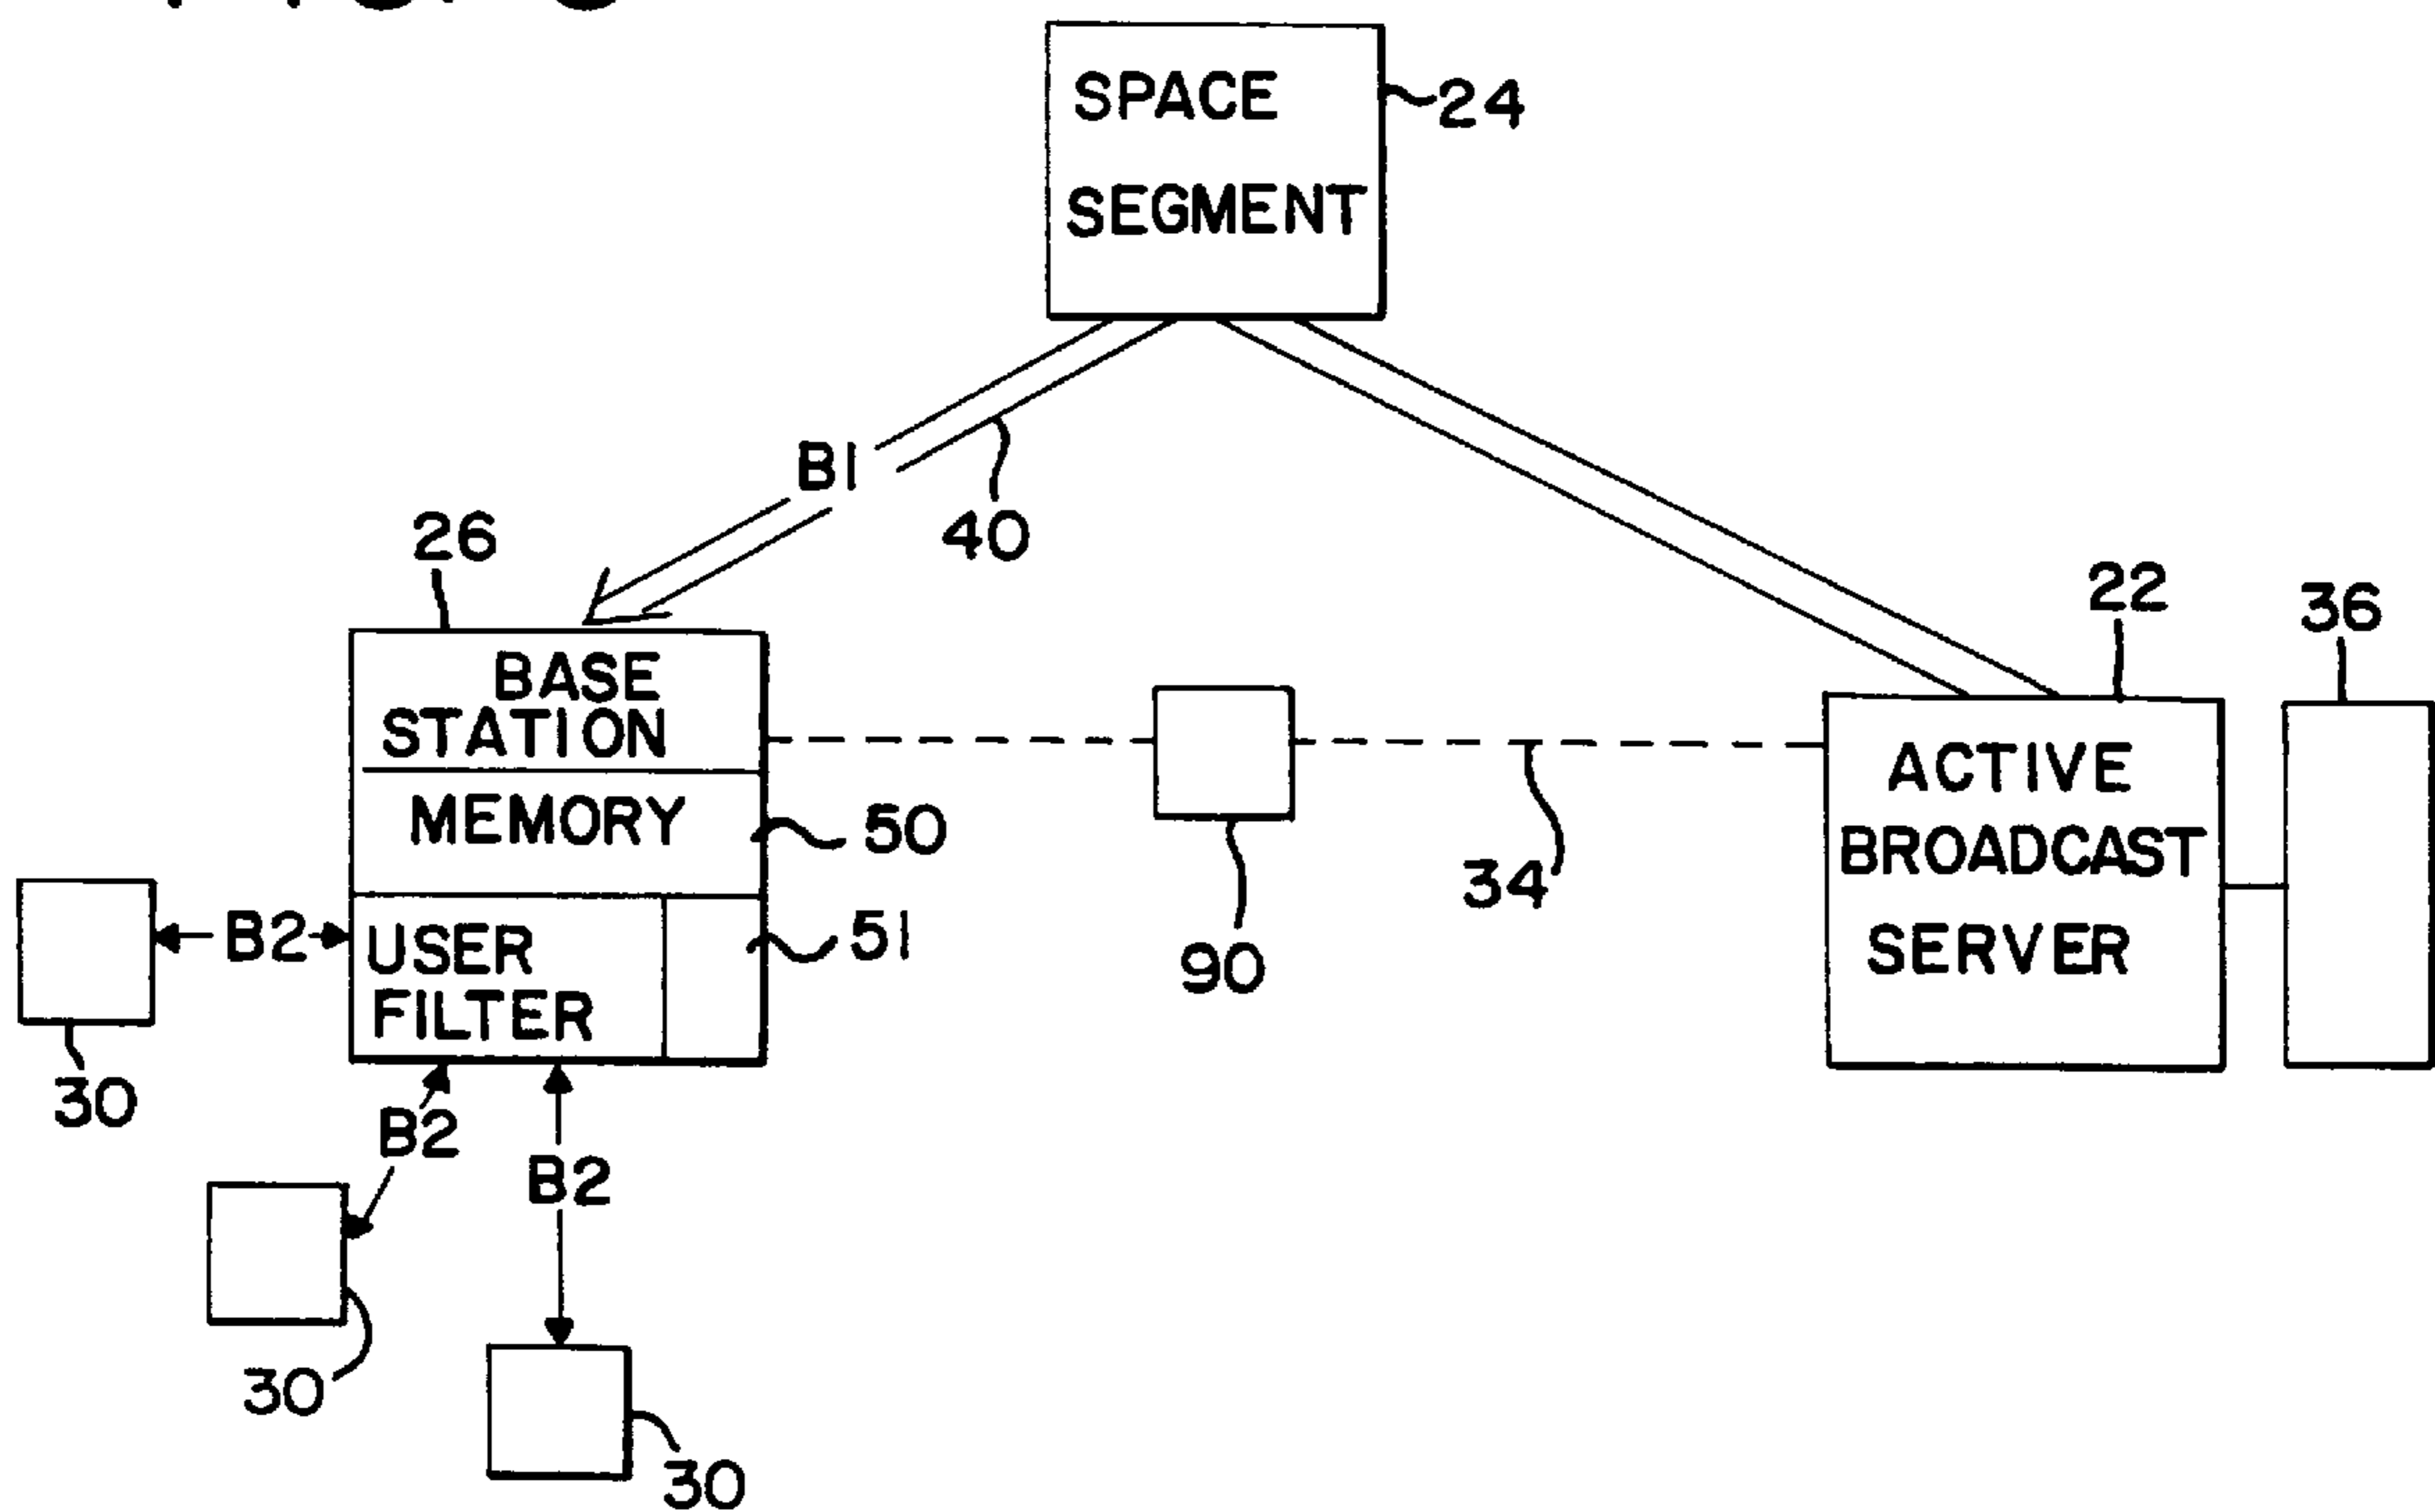 SPACE
SEGMENT
24
B1
40
26
22
36
BASE
STATION
MEMORY
50
USER
FILTER
51
ACTIVE
BROADCAST
SERVER
34
90
B2
30
B2
30
B2
30